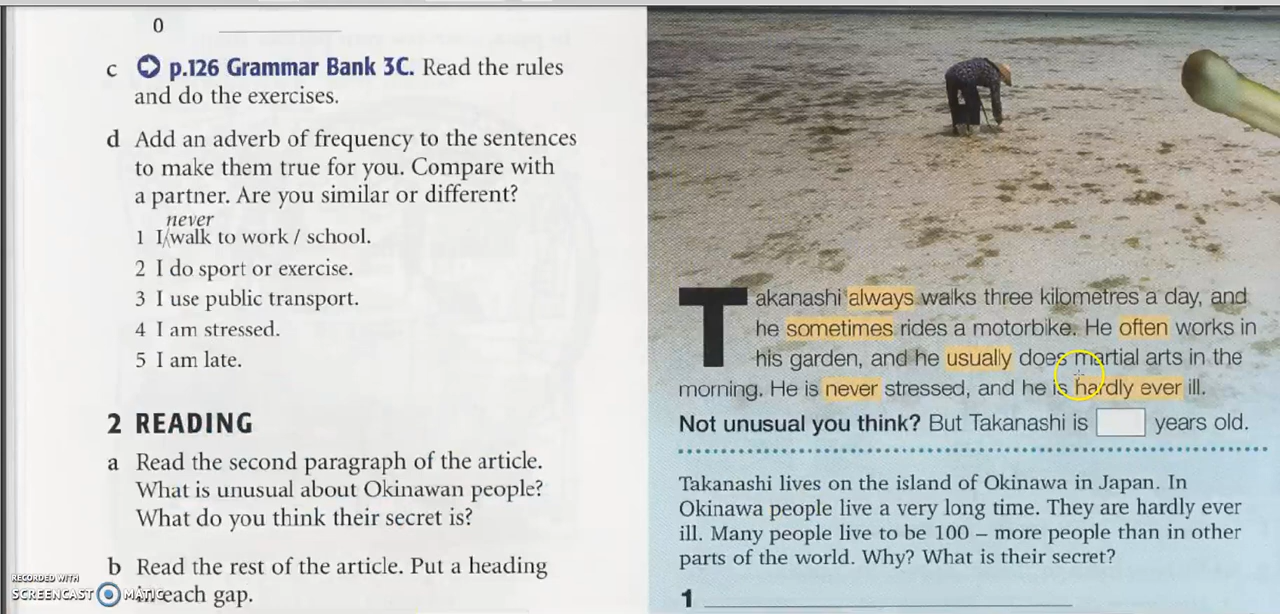 0
c p.126 Grammar Bank 3C. Read the rules
and do the exercises.
d Add an adverb of frequency to the sentences
to make them true for you. Compare with
a partner. Are you similar or different?
never
1 I/walk to work / school.
2 I do sport or exercise.
3 I use public transport.
4 I am stressed.
5 I am late.
2 READING
a Read the second paragraph of the article.
What is unusual about Okinawan people?
What do you think their secret is?
b Read the rest of the article. Put a heading
in each gap.
RECORDED WITH
SCREENCAST MATIC
Takanashi always walks three kilometres a day, and
he sometimes rides a motorbike. He often works in
his garden, and he usually does martial arts in the
morning. He is never stressed, and he is hardly ever ill.
Not unusual you think? But Takanashi is years old.
Takanashi lives on the island of Okinawa in Japan. In
Okinawa people live a very long time. They are hardly ever
ill. Many people live to be 100 – more people than in other
parts of the world. Why? What is their secret?
1